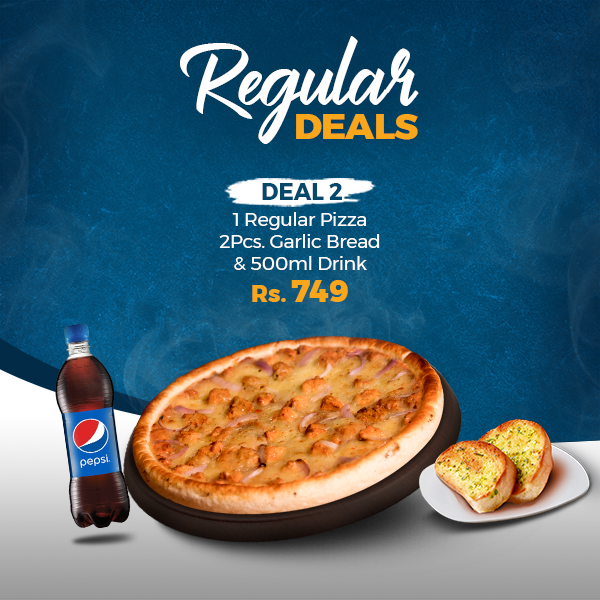 Regular
DEALS
DEAL 2
1 Regular Pizza
2Pcs. Garlic Bread
& 500ml Drink
Rs. 749
pepsi